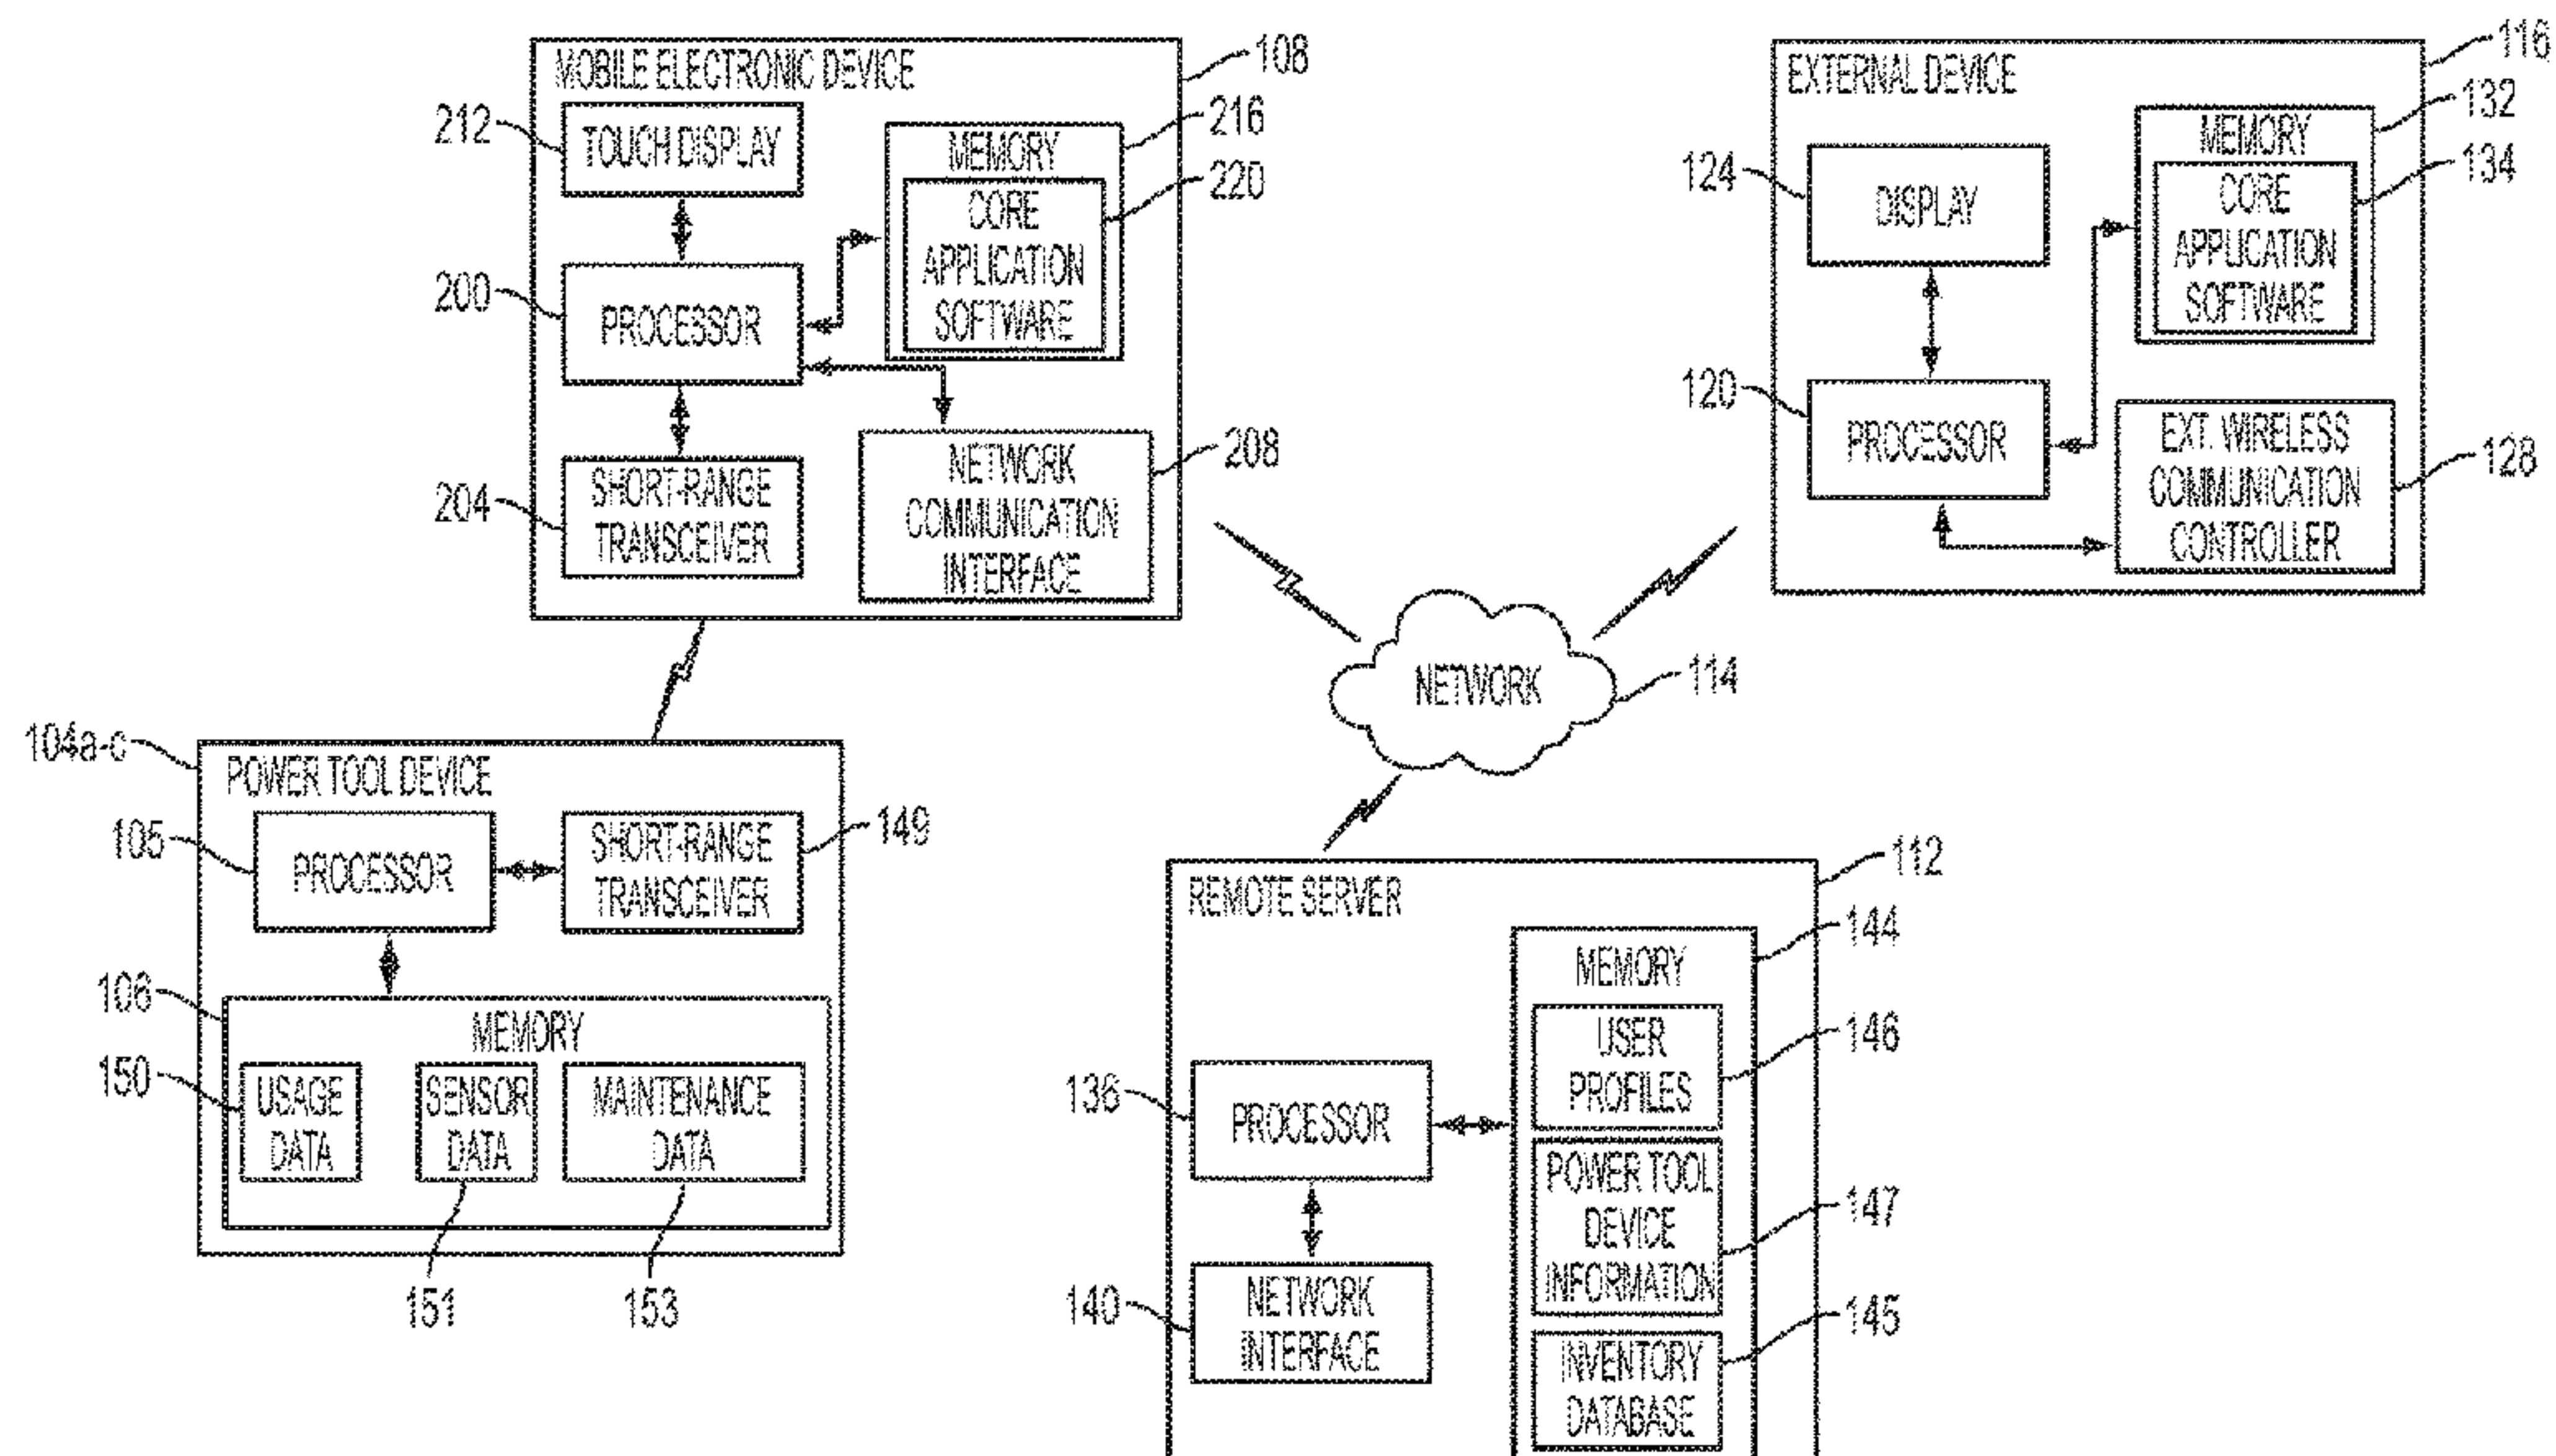 MOBILE ELECTRONIC DEVICE
108
212
TOUCH DISPLAY
MEMORY
216
220
CORE
APPLICATION
SOFTWARE
200
PROCESSOR
204
SHORT-RANGE
TRANSCEIVER
NETWORK
COMMUNICATION
INTERFACE
208
EXTERNAL DEVICE
116
132
MEMORY
134
CORE
APPLICATION
SOFTWARE
124
DISPLAY
120
PROCESSOR
EXT. WIRELESS
COMMUNICATION
CONTROLLER
128
NETWORK
114
104a-c
POWER TOOL DEVICE
105
PROCESSOR
SHORT-RANGE
TRANSCEIVER
149
106
MEMORY
150
USAGE
DATA
SENSOR
DATA
MAINTENANCE
DATA
151
153
REMOTE SERVER
112
144
MEMORY
USER
PROFILES
146
136
PROCESSOR
POWER TOOL
DEVICE
INFORMATION
147
140
NETWORK
INTERFACE
INVENTORY
DATABASE
145